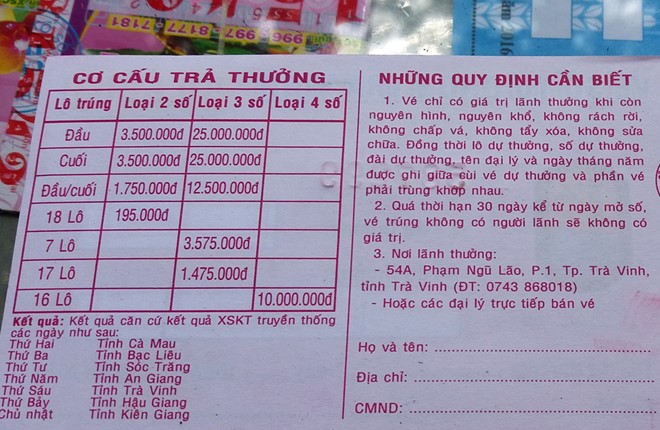 996
8177 7181
CƠ CẤU TRẢ THƯỞNG
Lô trúng Loại 2 số Loại 3 số Loại 4 số
Đầu 3.500.000đ 25.000.000đ
Cuối 3.500.000đ 25.000.000đ
Đầu/cuối 1.750.000đ 12.500.000đ
18 Lô 195.000đ
7 Lô 3.575.000đ
17 Lô 1.475.000đ
16 Lô 10.000.000đ
Kết quả: Kết quả căn cứ kết quả XSKT truyền thống
các ngày như sau:
Thứ Hai Tỉnh Cà Mau
Thứ Ba Tỉnh Bạc Liêu
Thứ Tư Tỉnh Sóc Trăng
Thứ Năm Tỉnh An Giang
Thứ Sáu Tỉnh Trà Vinh
Thứ Bảy Tỉnh Hậu Giang
Chủ nhật Tỉnh Kiên Giang
NHỮNG QUY ĐỊNH CẦN BIẾT
1. Vé chỉ có giá trị lãnh thưởng khi còn
nguyên hình, nguyên khổ, không rách rời,
không chấp vá, không tẩy xóa, không sửa
chữa. Đồng thời lô dự thưởng, số dự thưởng,
đài dự thưởng, tên đại lý và ngày tháng năm
được ghi giữa cùi vé dự thưởng và phần vé
phải trùng khớp nhau.
2. Quá thời hạn 30 ngày kể từ ngày mở số,
vé trúng không có người lãnh sẽ không có
giá trị.
3. Nơi lãnh thưởng:
- 54A, Phạm Ngũ Lão, P.1, Tp. Trà Vinh,
tỉnh Trà Vinh (ĐT: 0743 868018)
- Hoặc các đại lý trực tiếp bán vé
Họ và tên:
Địa chỉ:
CMND: